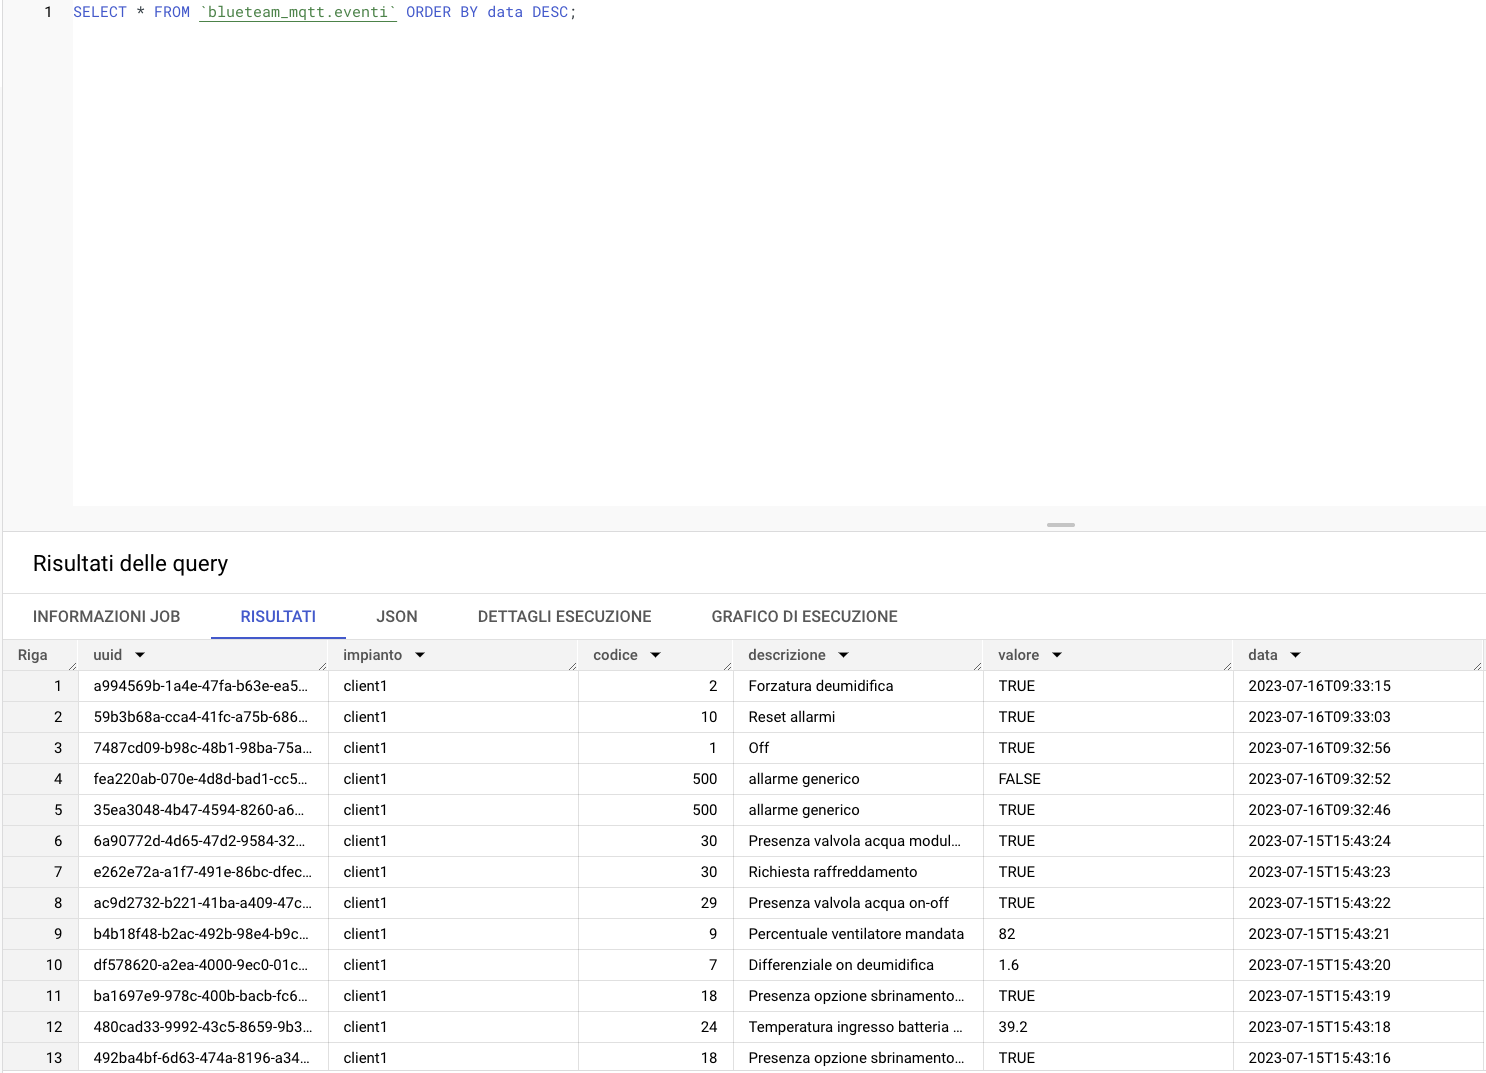 1 SELECT * FROM `blueteam_mqtt.eventi` ORDER BY data DESC;
Risultati delle query
INFORMAZIONI JOB RISULTATI JSON DETTAGLI ESECUZIONE GRAFICO DI ESECUZIONE
Riga uuid impianto codice descrizione valore data
1 a994569b-1a4e-47fa-b63e-ea5... client1 2 Forzatura deumidifica TRUE 2023-07-16T09:33:15
2 59b3b68a-cca4-41fc-a75b-686... client1 10 Reset allarmi TRUE 2023-07-16T09:33:03
3 7487cd09-b98c-48b1-98ba-75a... client1 1 Off TRUE 2023-07-16T09:32:56
4 fea220ab-070e-4d8d-bad1-cc5... client1 500 allarme generico FALSE 2023-07-16T09:32:52
5 35ea3048-4b47-4594-8260-a6... client1 500 allarme generico TRUE 2023-07-16T09:32:46
6 6a90772d-4d65-47d2-9584-32... client1 30 Presenza valvola acqua modul... TRUE 2023-07-15T15:43:24
7 e262e72a-a1f7-491e-86bc-dfec... client1 30 Richiesta raffreddamento TRUE 2023-07-15T15:43:23
8 ac9d2732-b221-41ba-a409-47c... client1 29 Presenza valvola acqua on-off TRUE 2023-07-15T15:43:22
9 b4b18f48-b2ac-492b-98e4-b9c... client1 9 Percentuale ventilatore mandata 82 2023-07-15T15:43:21
10 df578620-a2ea-4000-9ec0-01c... client1 7 Differenziale on deumidifica 1.6 2023-07-15T15:43:20
11 ba1697e9-978c-400b-bacb-fc6... client1 18 Presenza opzione sbrinamento... TRUE 2023-07-15T15:43:19
12 480cad33-9992-43c5-8659-9b3... client1 24 Temperatura ingresso batteria ... 39.2 2023-07-15T15:43:18
13 492ba4bf-6d63-474a-8196-a34... client1 18 Presenza opzione sbrinamento... TRUE 2023-07-15T15:43:16